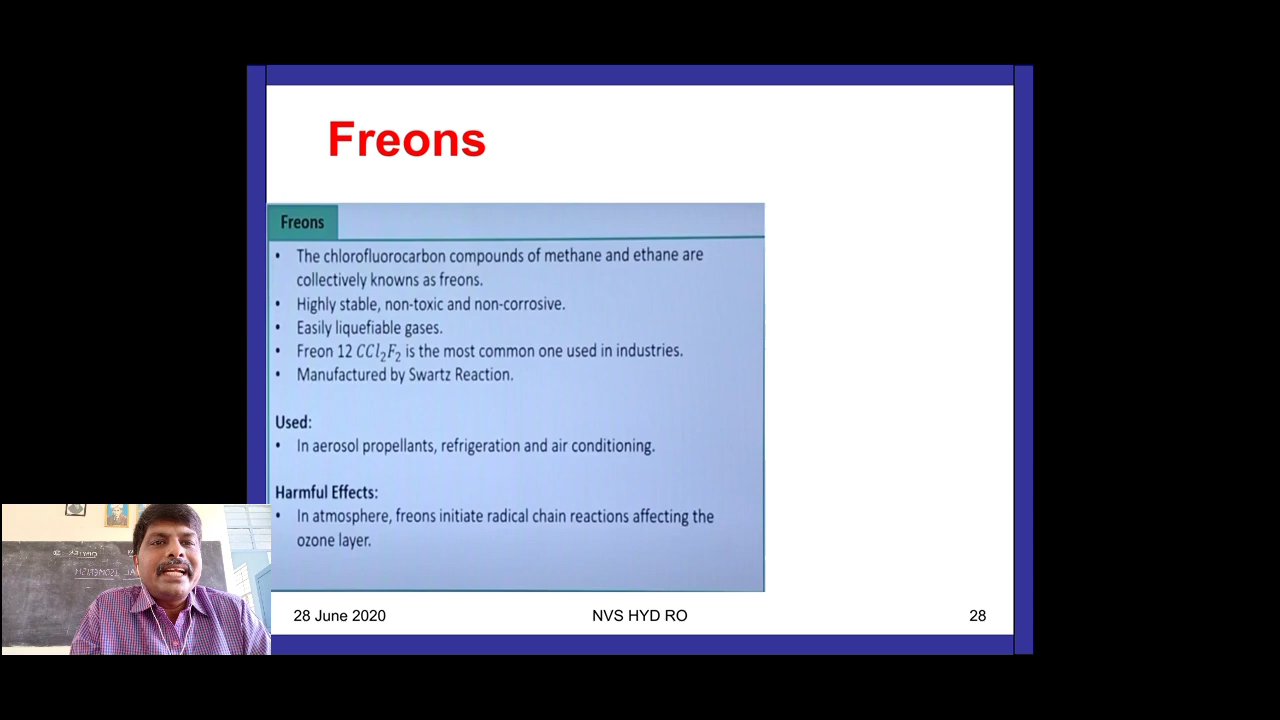 Freons
Freons
• The chlorofluorocarbon compounds of methane and ethane are
collectively knowns as freons.
• Highly stable, non-toxic and non-corrosive.
• Easily liquefiable gases.
• Freon 12 CCl₂F₂ is the most common one used in industries.
• Manufactured by Swartz Reaction.
Used:
• In aerosol propellants, refrigeration and air conditioning.
Harmful Effects:
• In atmosphere, freons initiate radical chain reactions affecting the
ozone layer.
ISOMERISM
28 June 2020
NVS HYD RO
28